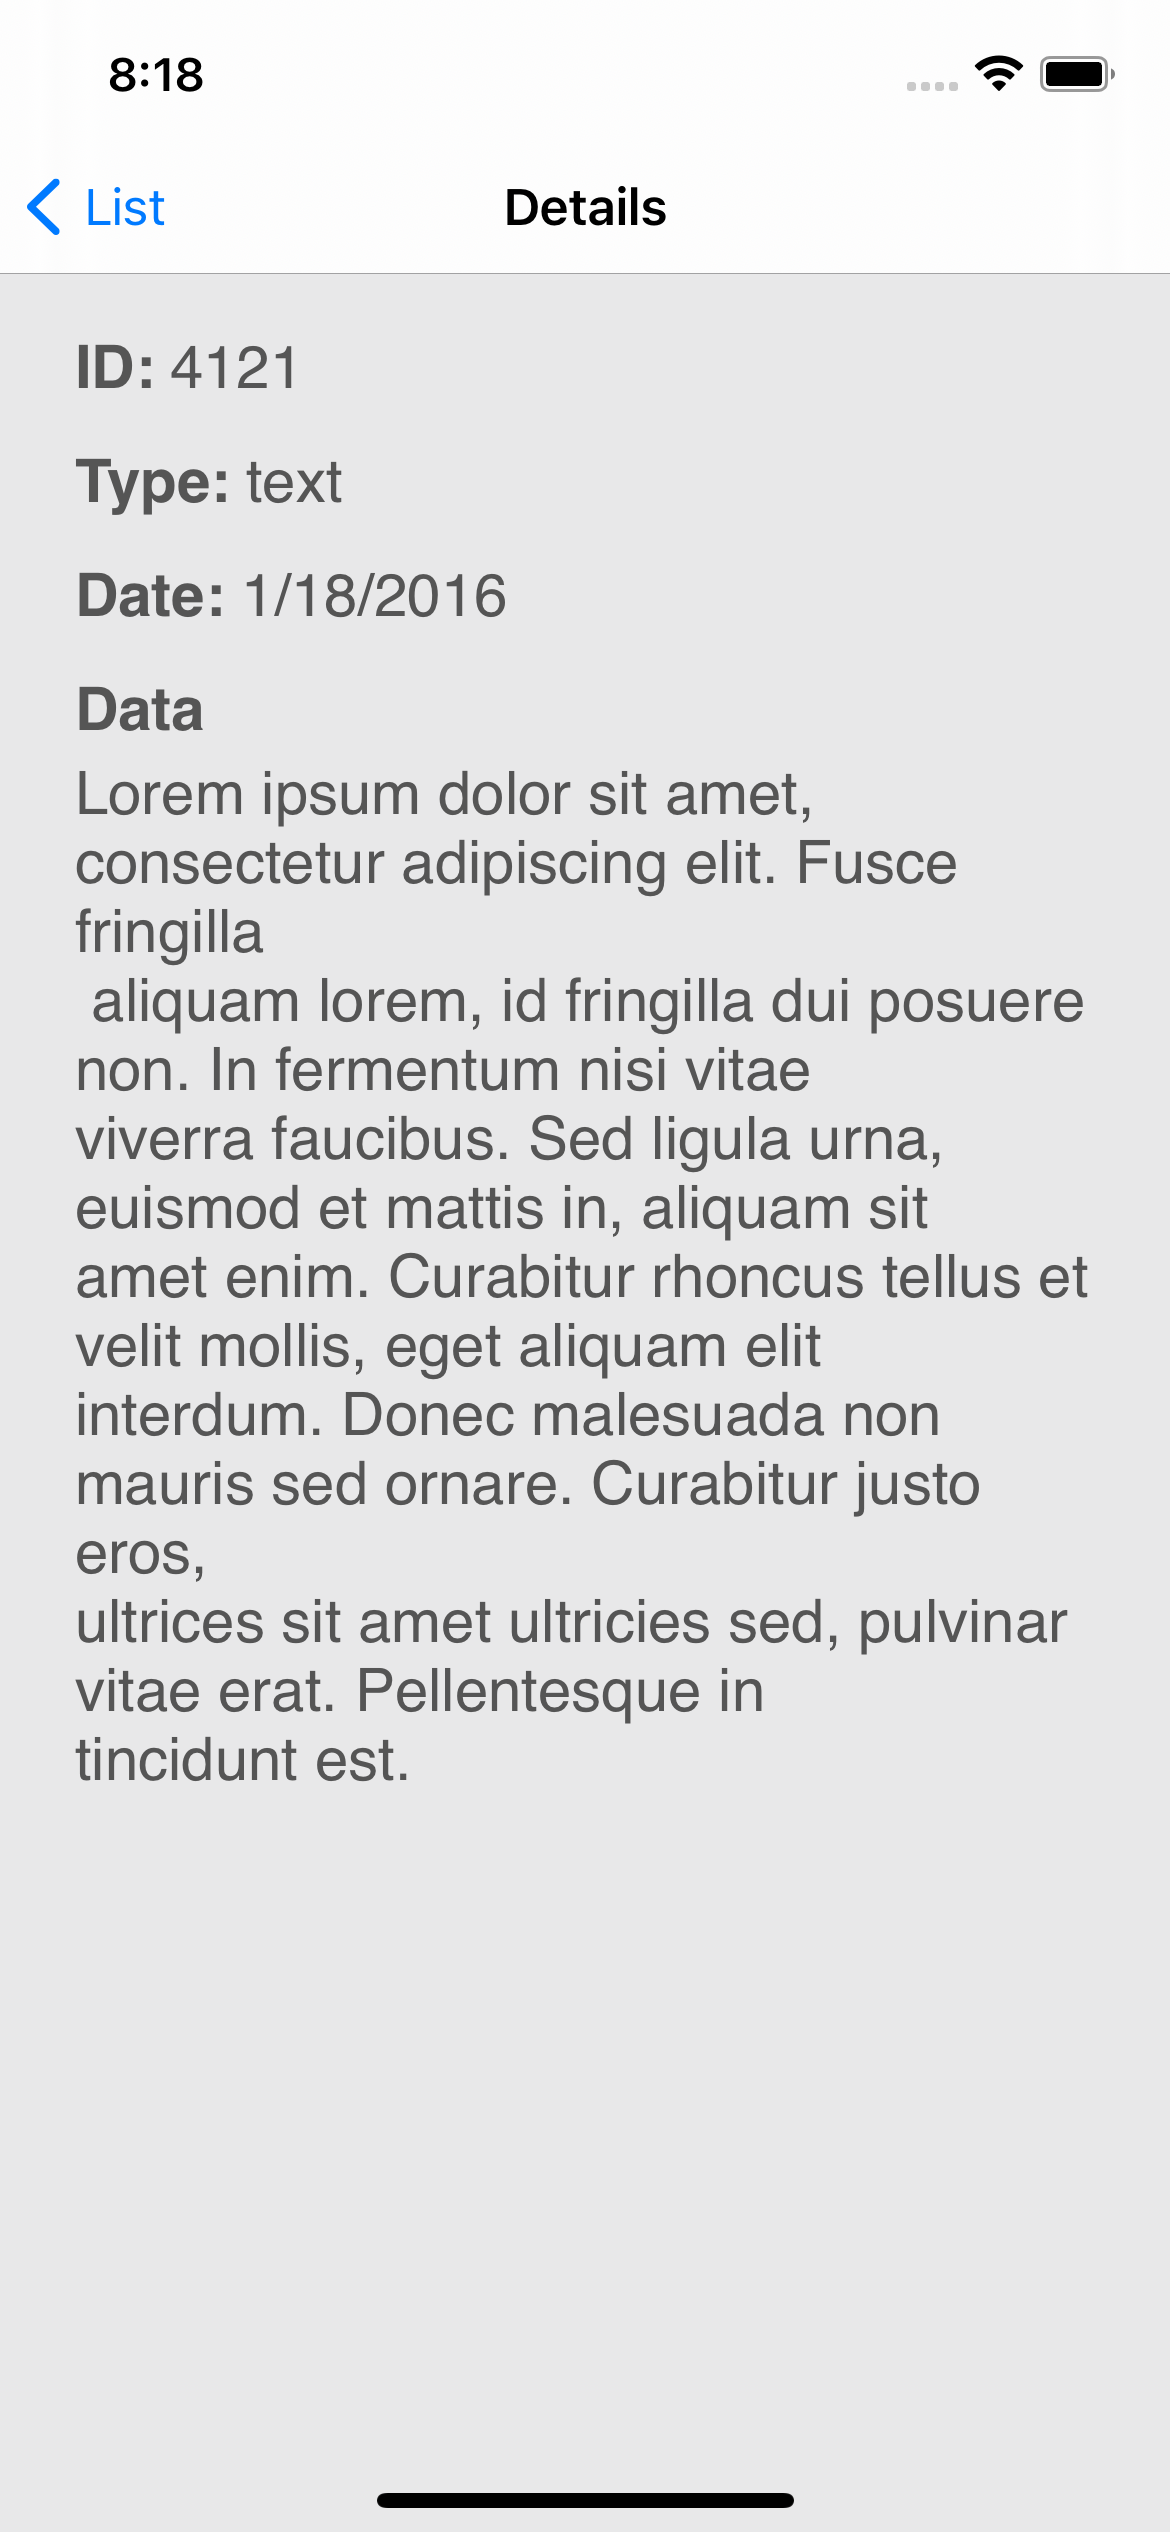 8:18
List
Details
ID: 4121
Type: text
Date: 1/18/2016
Data
Lorem ipsum dolor sit amet,
consectetur adipiscing elit. Fusce
fringilla
aliquam lorem, id fringilla dui posuere
non. In fermentum nisi vitae
viverra faucibus. Sed ligula urna,
euismod et mattis in, aliquam sit
amet enim. Curabitur rhoncus tellus et
velit mollis, eget aliquam elit
interdum. Donec malesuada non
mauris sed ornare. Curabitur justo
eros,
ultrices sit amet ultricies sed, pulvinar
vitae erat. Pellentesque in
tincidunt est.